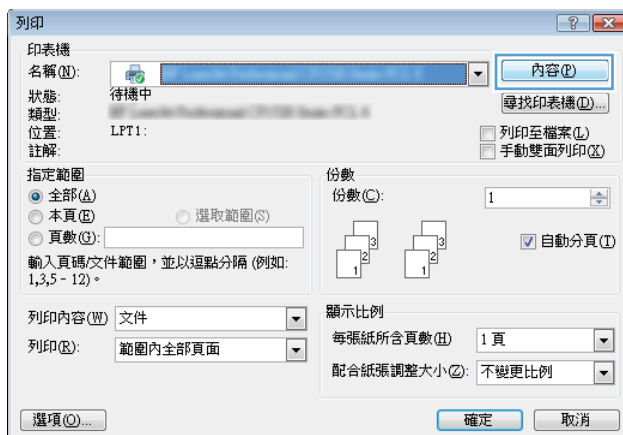 列印
印表機
名稱(N):
內容(P)
狀態: 待機中
尋找印表機(D)...
類型:
位置: LPT1:
列印至檔案(L)
註解:
手動雙面列印(X)
指定範圍
全部(A)
本頁(E) 選取範圍(S)
頁數(G):
輸入頁碼/文件範圍，並以逗點分隔 (例如:
1,3,5 - 12)。
份數
份數(C): 1
3 3
2 2
1 1
自動分頁(T)
列印內容(W) 文件
列印(R): 範圍內全部頁面
顯示比例
每張紙所含頁數(H) 1 頁
配合紙張調整大小(Z): 不變更比例
選項(O)... 確定 取消